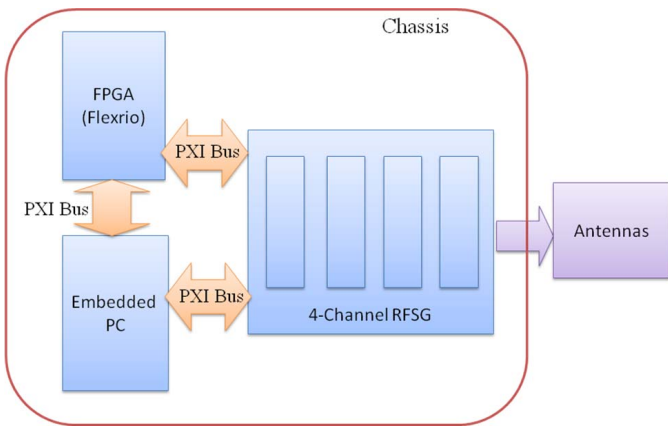 Chassis
FPGA
(Flexrio)
PXI Bus
PXI Bus
Embedded
PC
PXI Bus
4-Channel RFSG
Antennas